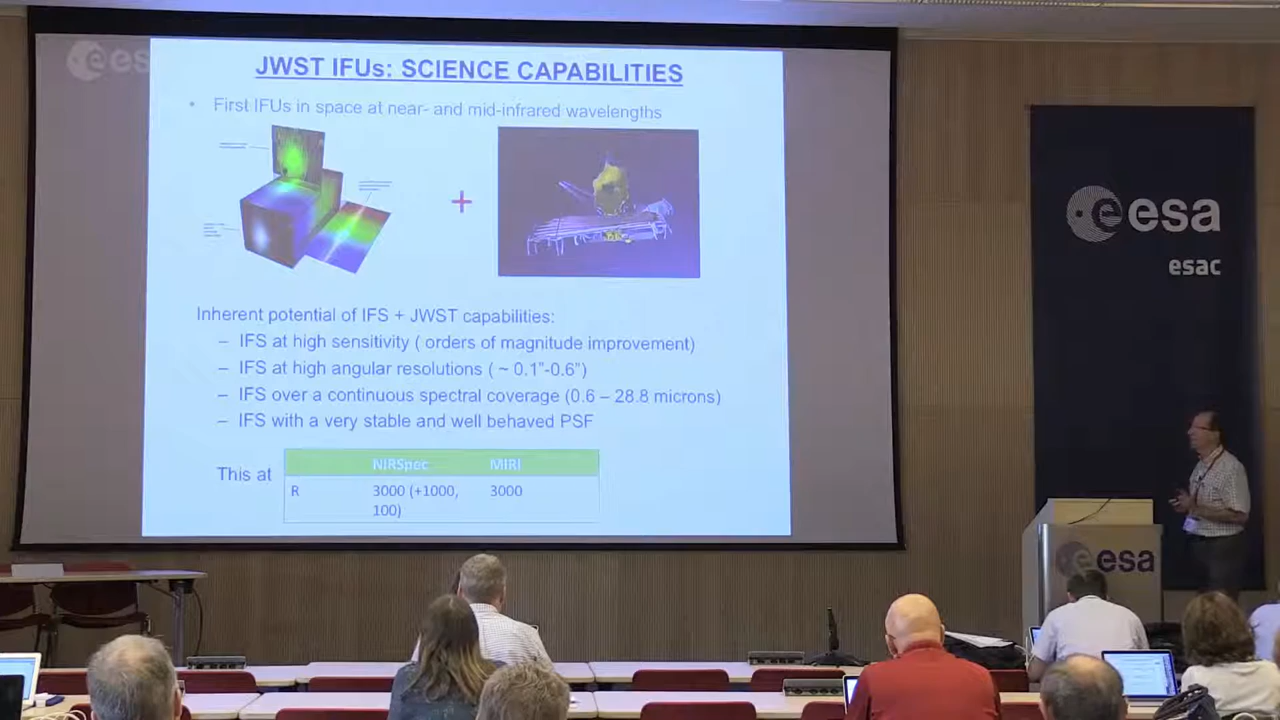 esa
JWST IFUs: SCIENCE CAPABILITIES
• First IFUs in space at near- and mid-infrared wavelengths
+
Inherent potential of IFS + JWST capabilities:
– IFS at high sensitivity ( orders of magnitude improvement)
– IFS at high angular resolutions ( ~ 0.1”-0.6”)
– IFS over a continuous spectral coverage (0.6 – 28.8 microns)
– IFS with a very stable and well behaved PSF
This at
NIRSpec MIRI
R 3000 (+1000, 3000
100)
esa
esac
esa